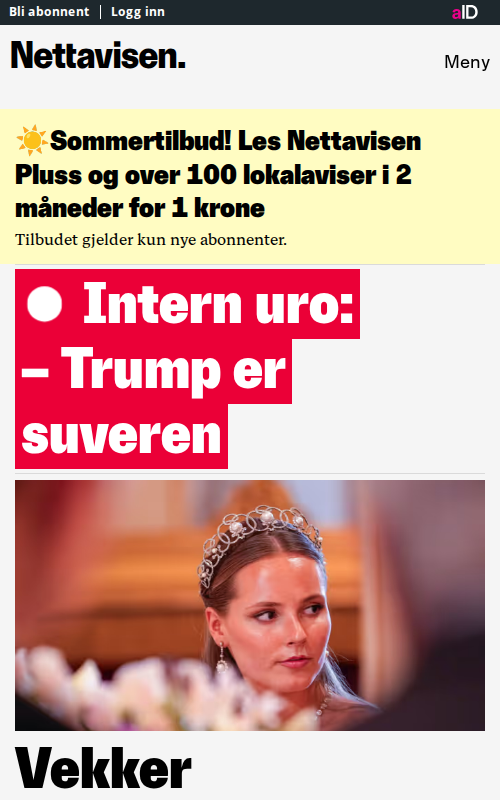 Bli abonnent
Logg inn
aID
Nettavisen.
Meny
Sommertilbud! Les Nettavisen
Pluss og over 100 lokalaviser i 2
måneder for 1 krone
Tilbudet gjelder kun nye abonnenter.
Intern uro:
– Trump er
suveren
Vekker